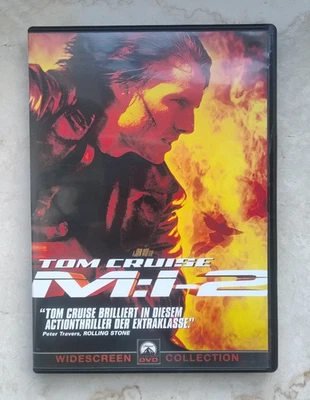 TOM CRUISE
M:I-2
"TOM CRUISE BRILLIERT IN DIESEM
ACTIONTHRILLER DER EXTRAKLASSE."
Peter Travers, ROLLING STONE
WIDESCREEN DVD COLLECTION